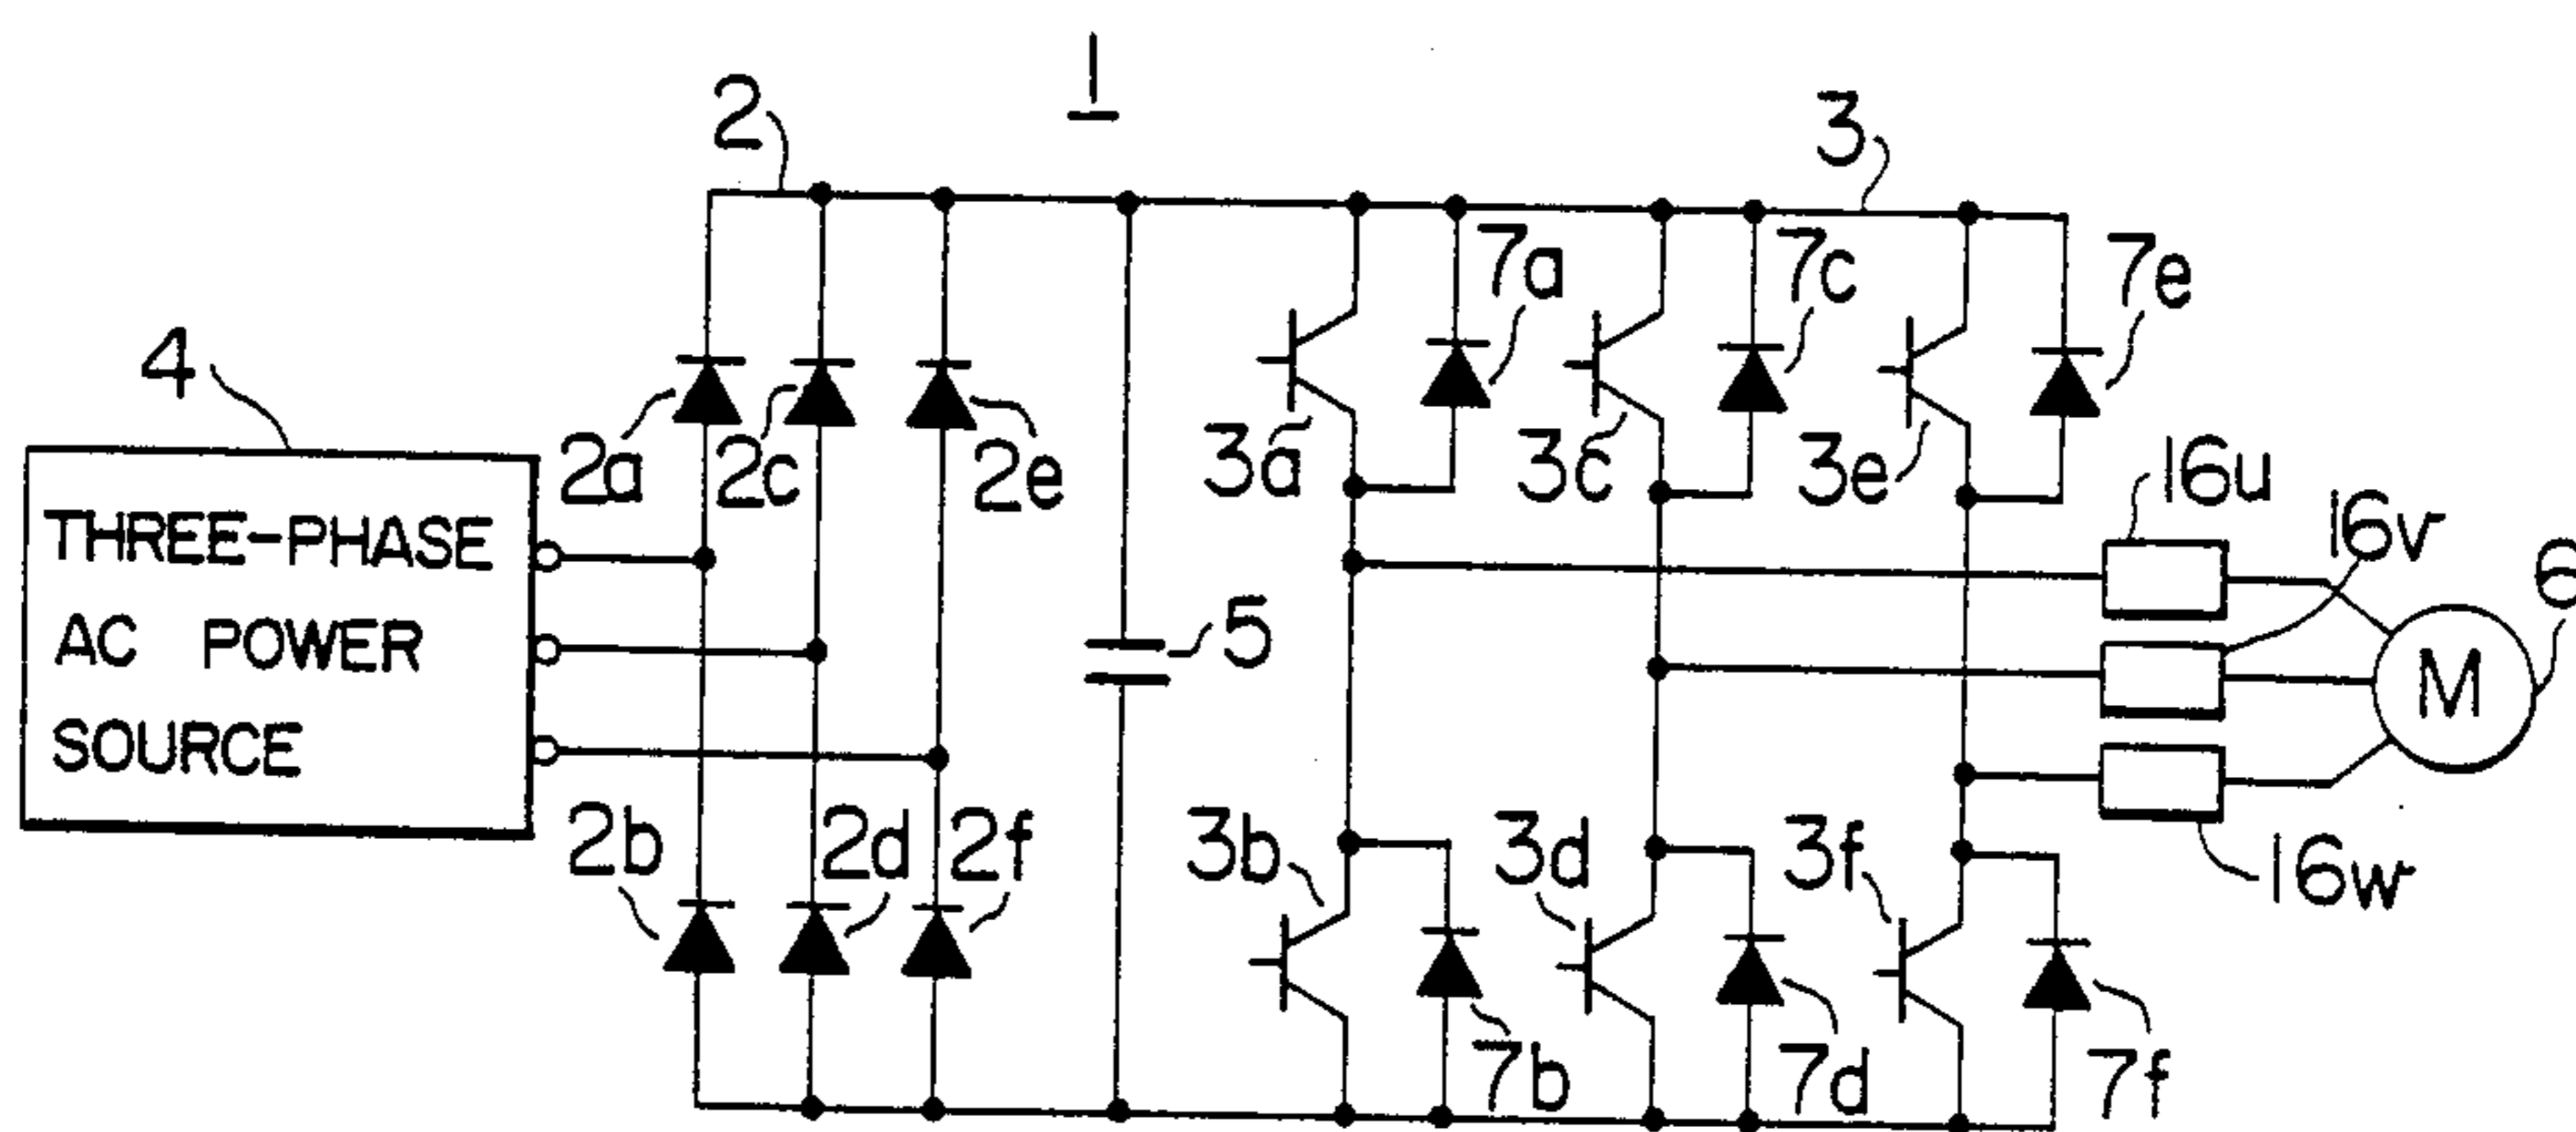 1
2
3
4
7a
7c
7e
2a
2c
2e
3a
3c
3e
16u
16v
6
THREE-PHASE
AC POWER
SOURCE
5
M
2b
2d
2f
3b
3d
3f
16w
7b
7d
7f